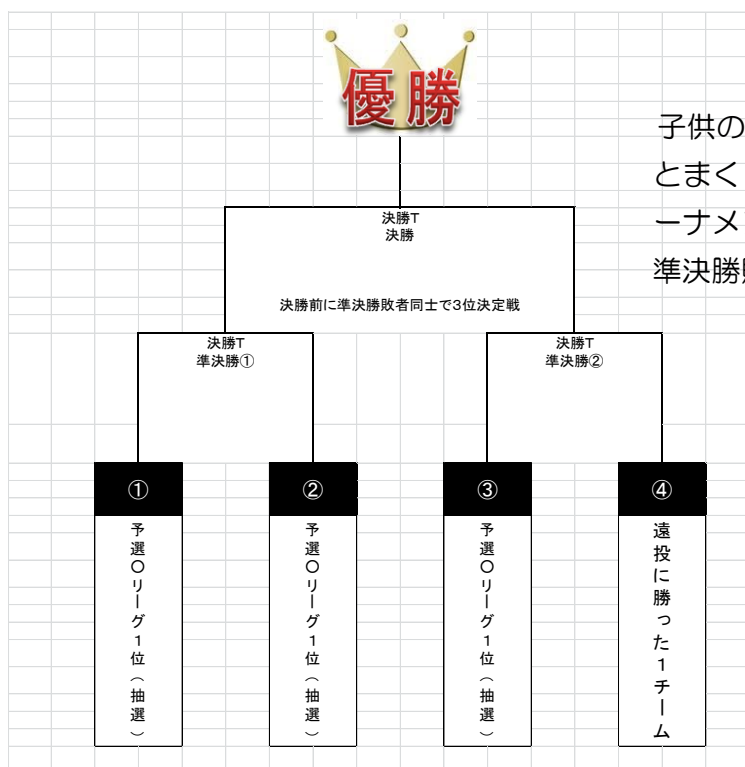 優勝
子供の
とまく
ーナメ
準決勝
決勝T
決勝
決勝前に準決勝敗者同士で3位決定戦
決勝T
準決勝①
決勝T
準決勝②
①
②
③
④
予選〇リーグ1位(抽選)
予選〇リーグ1位(抽選)
予選〇リーグ1位(抽選)
遠投に勝った1チーム